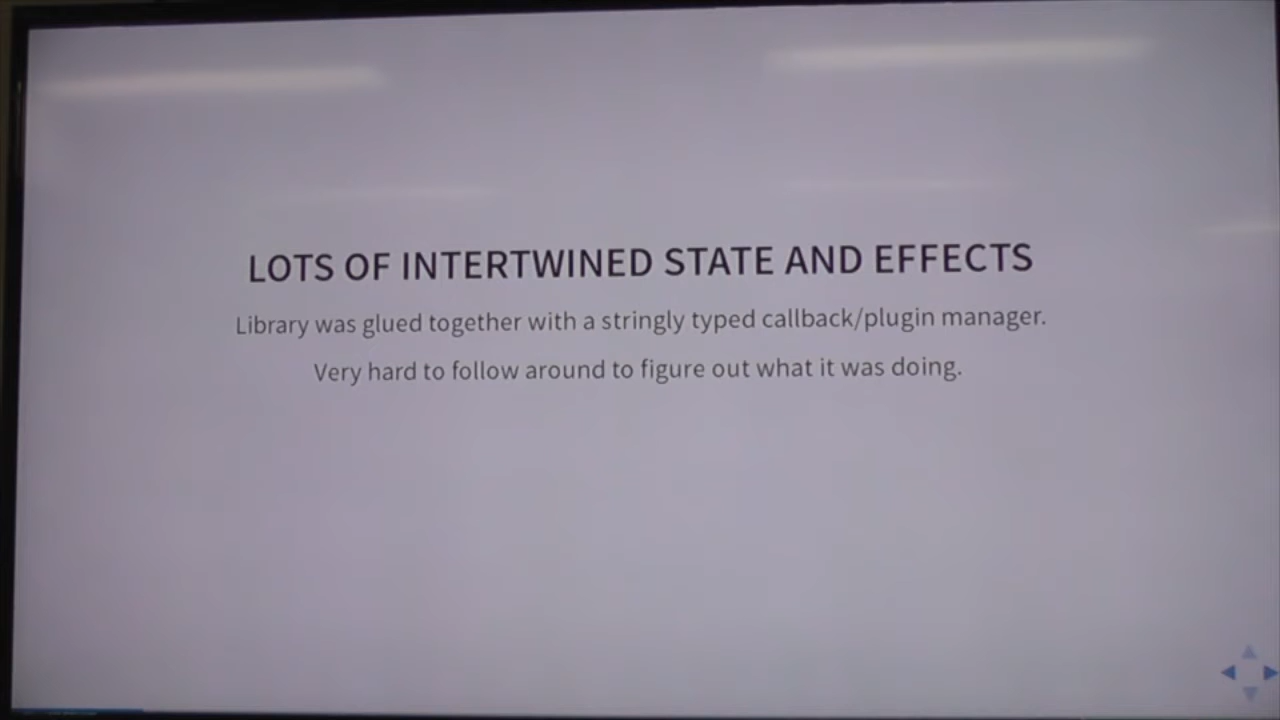 LOTS OF INTERTWINED STATE AND EFFECTS
Library was glued together with a stringly typed callback/plugin manager.
Very hard to follow around to figure out what it was doing.